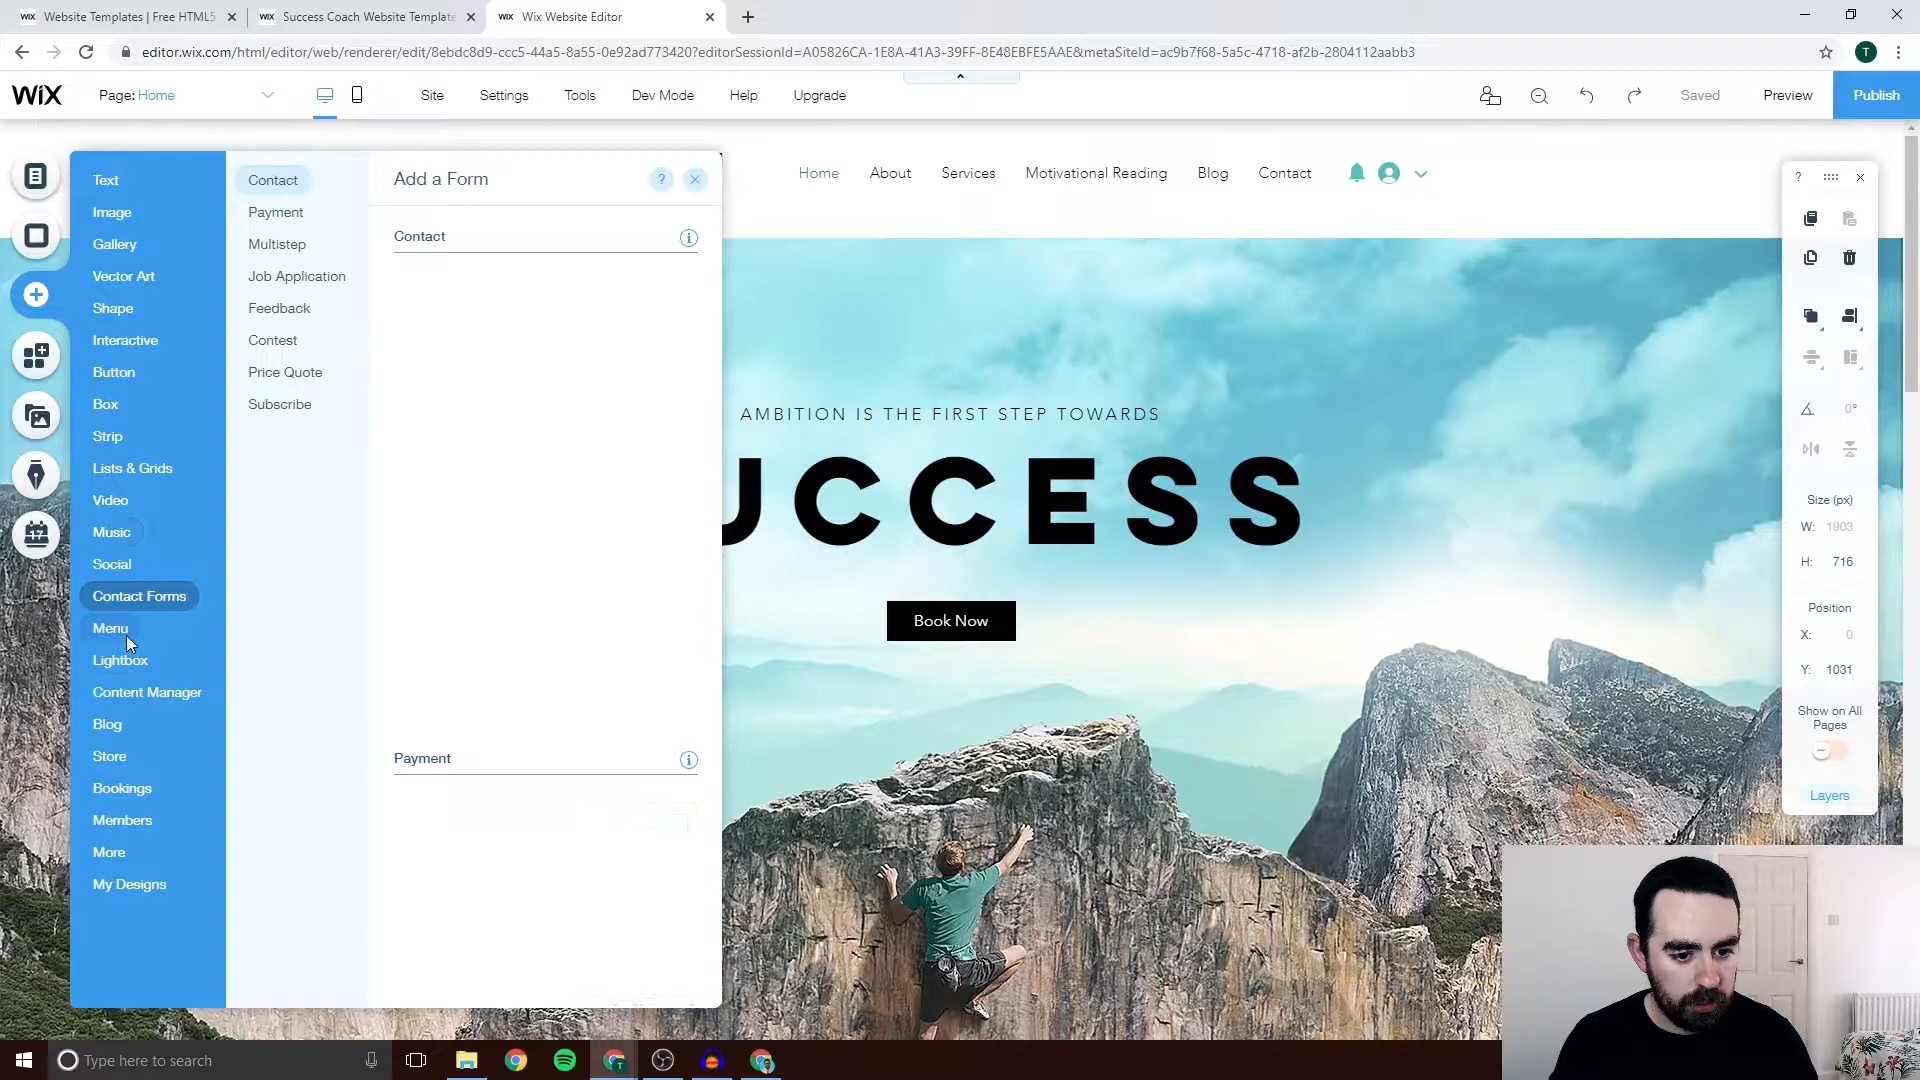 WIX Website Templates | Free HTML5
WIX Success Coach Website Template
WIX Wix Website Editor
editor.wix.com/html/editor/web/renderer/edit/8ebdc8d9-ccc5-44a5-8a55-0e92ad773420?editorSessionId=A05826CA-1E8A-41A3-39FF-8E48EBFE5AAE&metaSiteId=ac9b7f68-5a5c-4718-af2b-2804112aabb3
T
WiX Page: Home Site Settings Tools Dev Mode Help Upgrade Saved Preview Publish
Home About Services Motivational Reading Blog Contact
Text
Image
Gallery
Vector Art
Shape
Interactive
Button
Box
Strip
Lists & Grids
Video
Music
Social
Contact Forms
Menu
Lightbox
Content Manager
Blog
Store
Bookings
Members
More
My Designs
17
Contact
Payment
Multistep
Job Application
Feedback
Contest
Price Quote
Subscribe
Add a Form
?
Contact
Payment
AMBITION IS THE FIRST STEP TOWARDS
UCCESS
Book Now
?
0°
Size (px)
W: 1903
H: 716
Position
X: 0
Y: 1031
Show on All
Pages
Layers
Type here to search